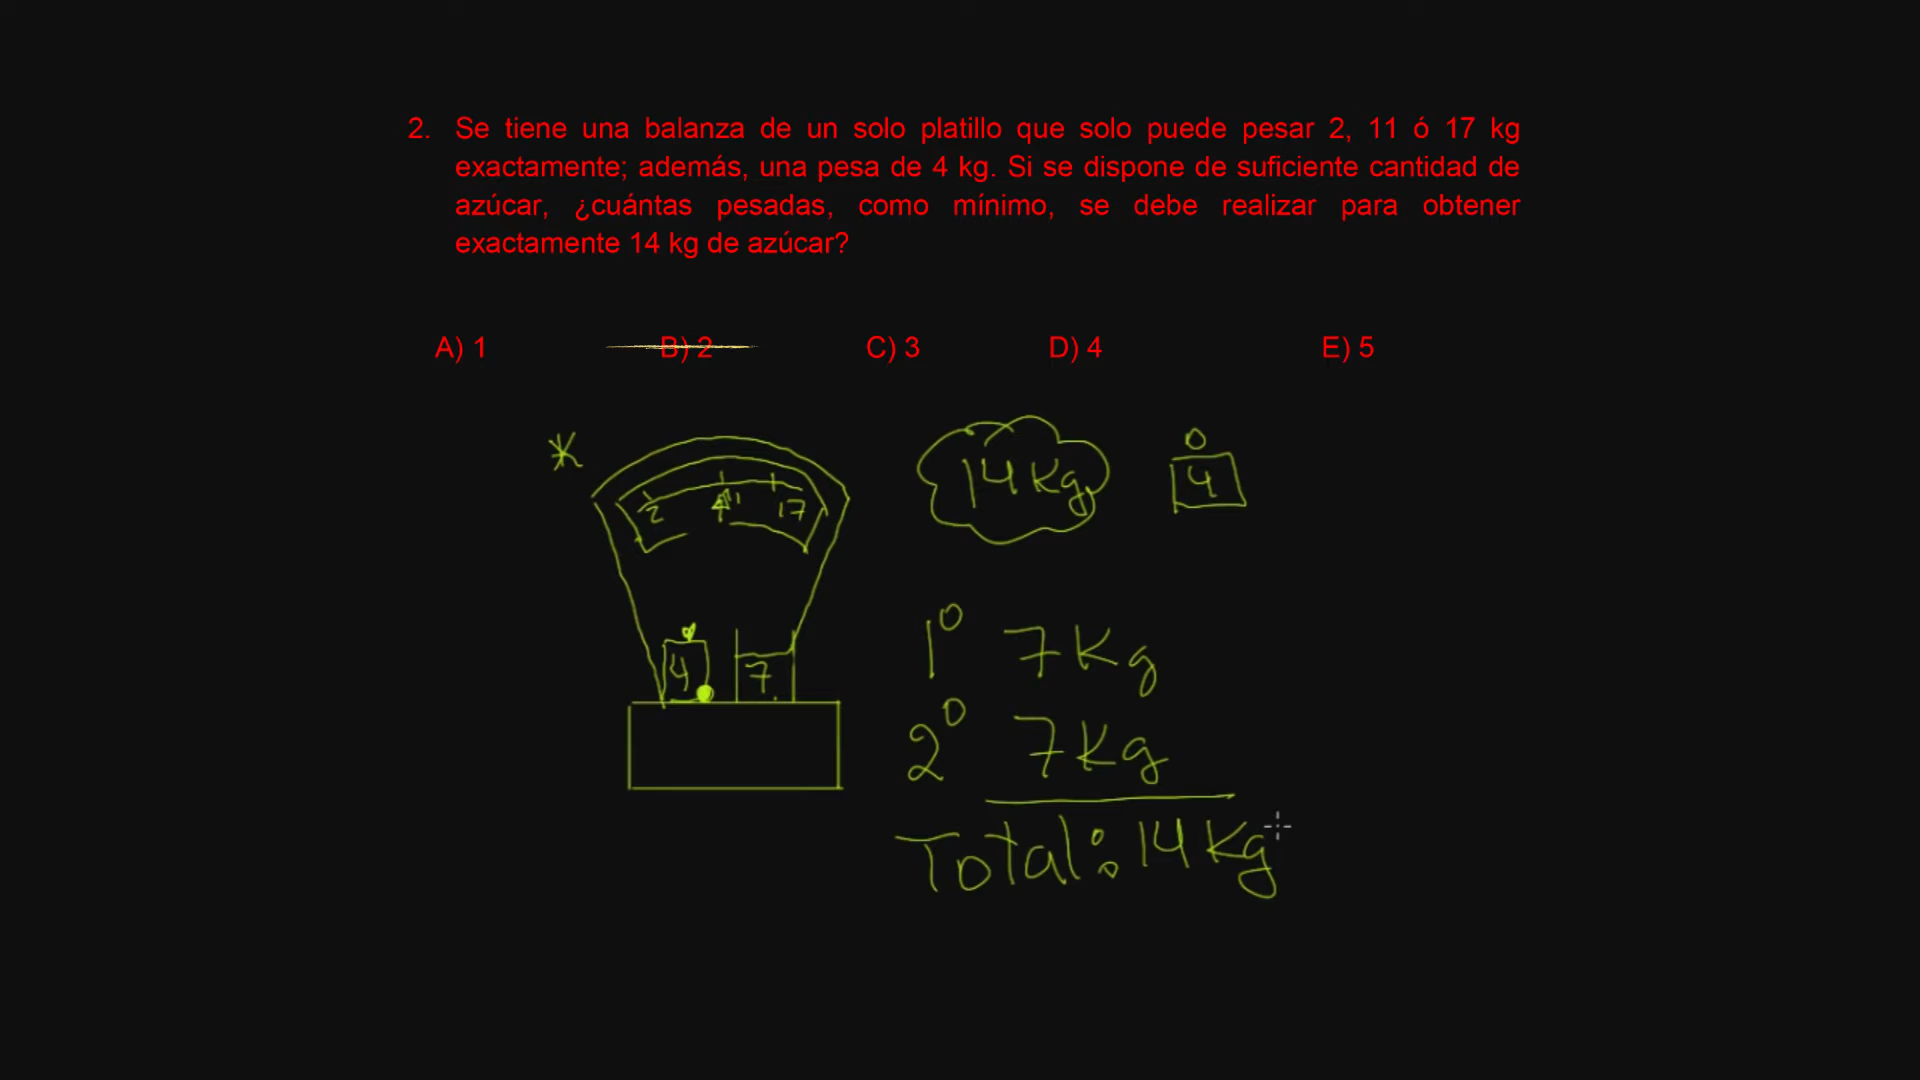 2. Se tiene una balanza de un solo platillo que solo puede pesar 2, 11 ó 17 kg
exactamente; además, una pesa de 4 kg. Si se dispone de suficiente cantidad de
azúcar, ¿cuántas pesadas, como mínimo, se debe realizar para obtener
exactamente 14 kg de azúcar?
A) 1 B) 2 C) 3 D) 4 E) 5
14 Kg
4
2 11 17
1° 7 Kg
4 7
2° 7 Kg
Total: 14 Kg